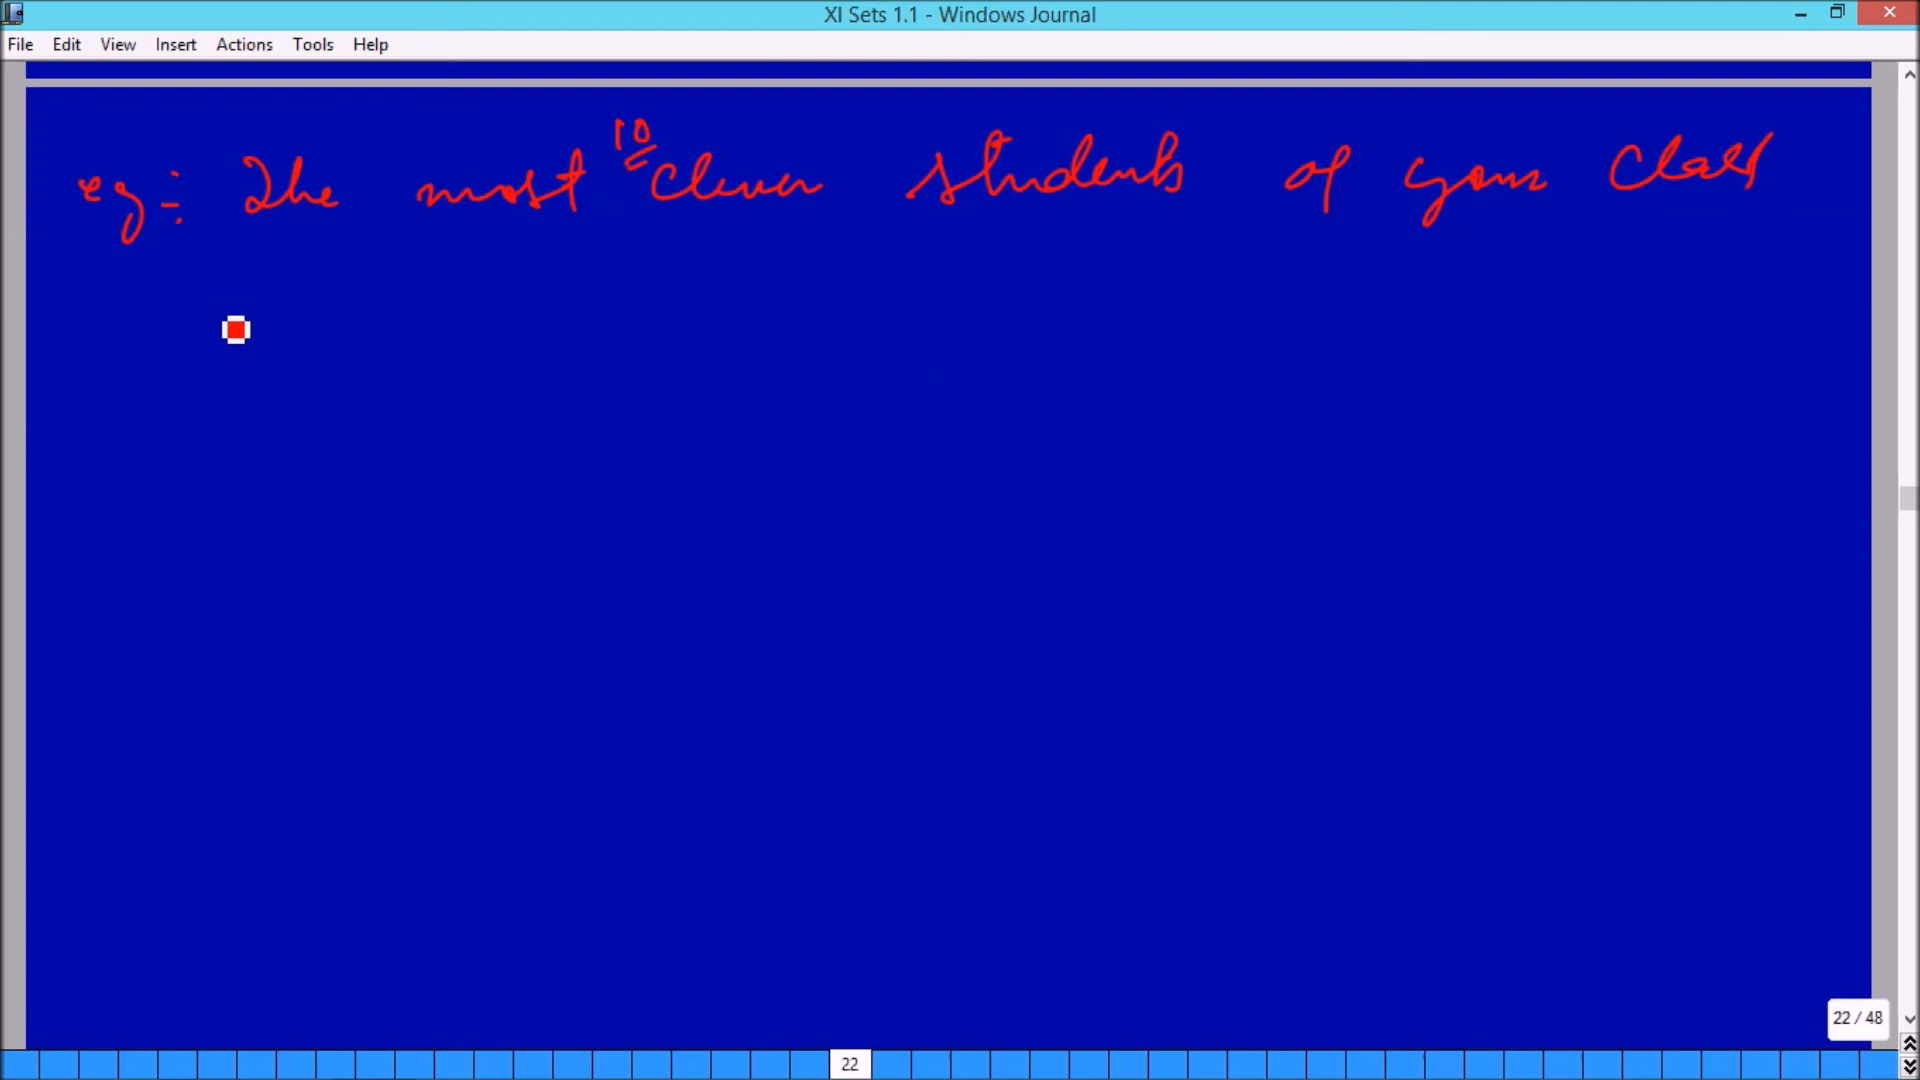 XI Sets 1.1 - Windows Journal
File Edit View Insert Actions Tools Help
eg:- The most 10 clever students of your class
22 / 48
22